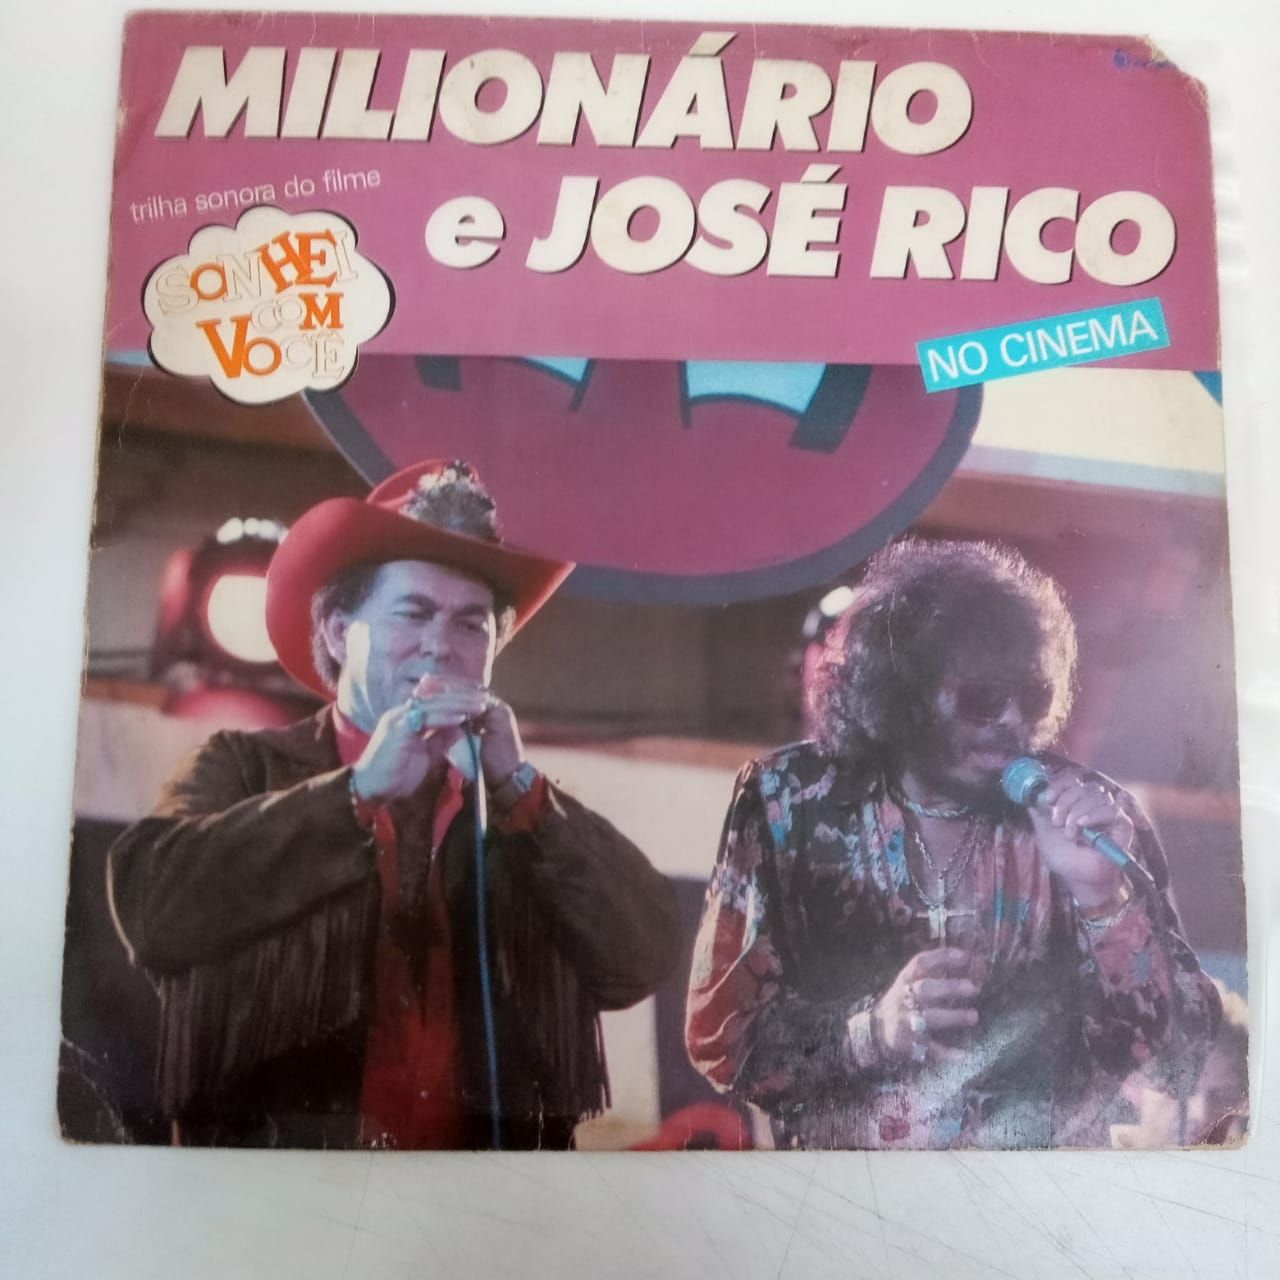 MILIONÁRIO
e JOSÉ RICO
trilha sonora do filme
SONHEI
COM
VOCÊ
NO CINEMA